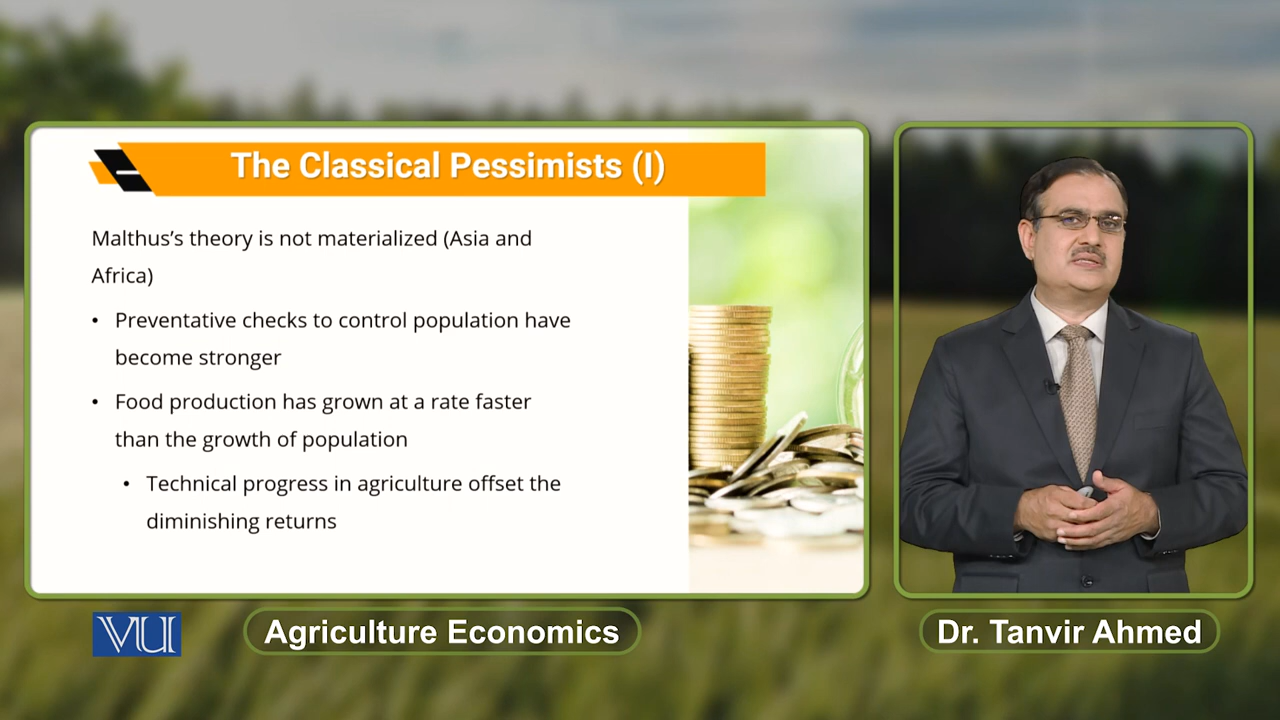 The Classical Pessimists (I)
Malthus’s theory is not materialized (Asia and
Africa)
• Preventative checks to control population have
become stronger
• Food production has grown at a rate faster
than the growth of population
• Technical progress in agriculture offset the
diminishing returns
VU
Agriculture Economics
Dr. Tanvir Ahmed